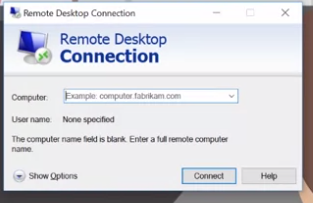 Remote Desktop Connection
Remote Desktop
Connection
Computer:
Example: computer.fabrikam.com
User name: None specified
The computer name field is blank. Enter a full remote computer
name.
Show Options
Connect
Help